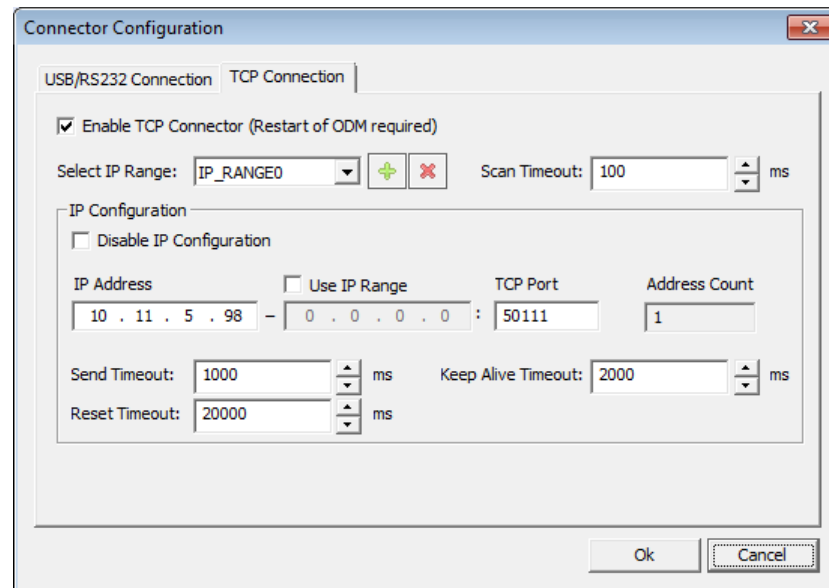 Connector Configuration
USB/RS232 Connection TCP Connection
Enable TCP Connector (Restart of ODM required)
Select IP Range: IP_RANGE0 Scan Timeout: 100 ms
IP Configuration
Disable IP Configuration
IP Address Use IP Range TCP Port Address Count
10 . 11 . 5 . 98 – 0 . 0 . 0 . 0 : 50111 1
Send Timeout: 1000 ms Keep Alive Timeout: 2000 ms
Reset Timeout: 20000 ms
Ok Cancel